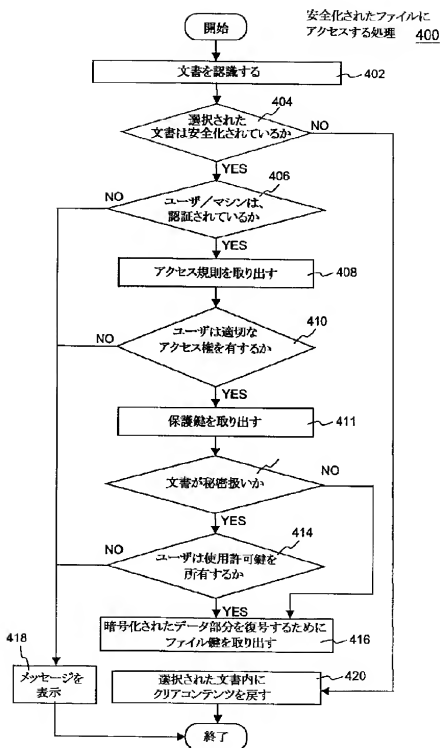 安全化されたファイルに
アクセスする処理 400
開始
文書を認識する 402
404
選択された
文書は安全化されているか
NO
YES
406
NO
ユーザ/マシンは、
認証されているか
YES
アクセス規則を取り出す 408
410
NO
ユーザは適切な
アクセス権を有するか
YES
保護鍵を取り出す 411
文書が秘密扱いか
NO
YES
414
NO
ユーザは使用許可鍵を
所有するか
YES
暗号化されたデータ部分を復号するために
ファイル鍵を取り出す 416
418
メッセージを
表示
420
選択された文書内に
クリアコンテンツを戻す
終了